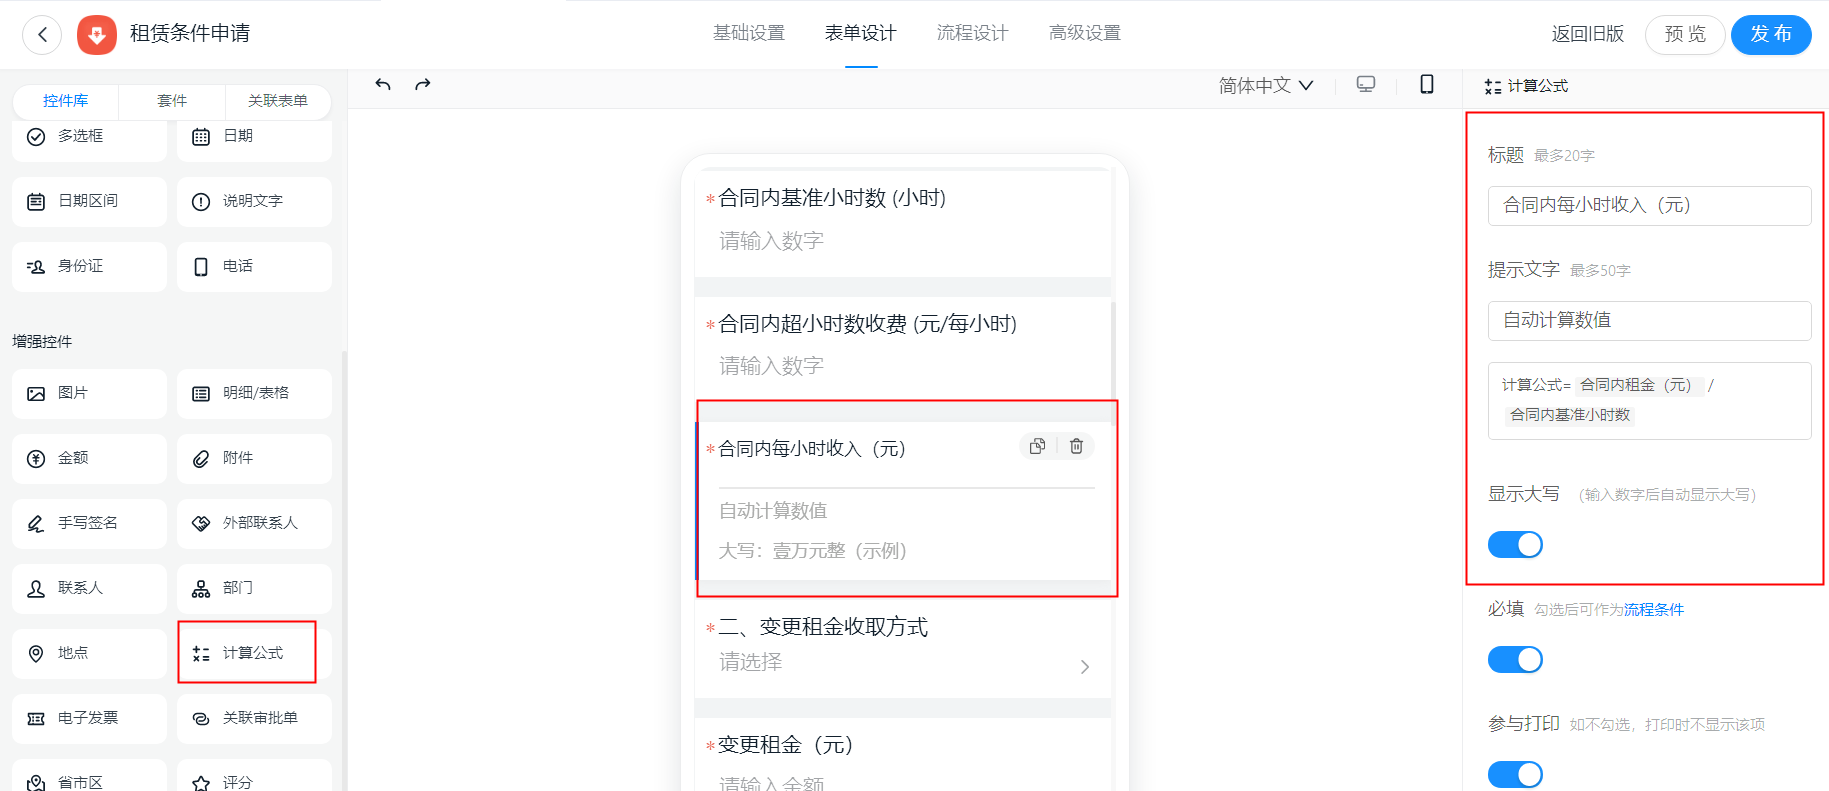 租赁条件申请
基础设置
表单设计
流程设计
高级设置
返回旧版
预 览
发 布
控件库
套件
关联表单
多选框
日期
日期区间
说明文字
身份证
电话
增强控件
图片
明细/表格
金额
附件
手写签名
外部联系人
联系人
部门
地点
计算公式
电子发票
关联审批单
省市区
评分
简体中文
*合同内基准小时数 (小时)
请输入数字
*合同内超小时数收费 (元/每小时)
请输入数字
*合同内每小时收入（元）
自动计算数值
大写：壹万元整（示例）
*二、变更租金收取方式
请选择
*变更租金（元）
请输入金额
计算公式
标题 最多20字
合同内每小时收入（元）
提示文字 最多50字
自动计算数值
计算公式= 合同内租金（元） /
合同内基准小时数
显示大写 （输入数字后自动显示大写）
必填 勾选后可作为流程条件
参与打印 如不勾选，打印时不显示该项